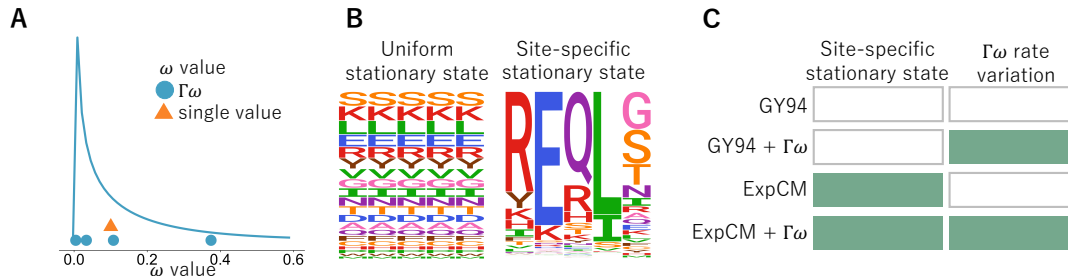 A
ω value
Γω
single value
0.0
0.2
0.4
0.6
ω value
B
Uniform
stationary state
Site-specific
stationary state
S S S S S
K K K K K
L L L L L
E E E E E
R R R R R
Y Y Y Y Y
V V V V V
G G G G G
I I I I I
N N N N N
T T T T T
D D D D D
A A A A A
Q Q Q Q Q
R E Q L G
Y K R I S
K T
H N
I
R
A
C
Site-specific
stationary state
Γω rate
variation
GY94
GY94 + Γω
ExpCM
ExpCM + Γω